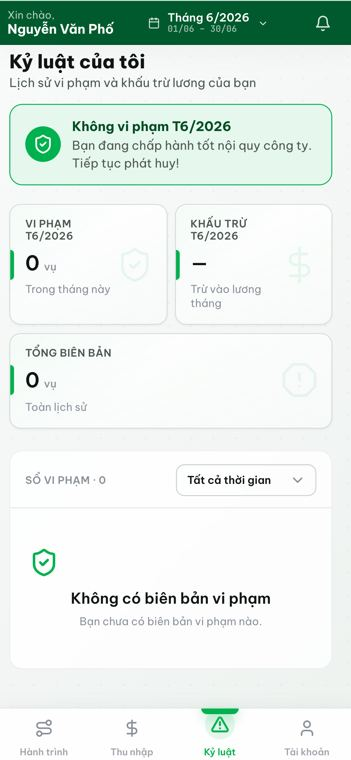 Xin chào,
Nguyễn Văn Phố
Tháng 6/2026
01/06 – 30/06
Kỷ luật của tôi
Lịch sử vi phạm và khấu trừ lương của bạn
Không vi phạm T6/2026
Bạn đang chấp hành tốt nội quy công ty.
Tiếp tục phát huy!
VI PHẠM
T6/2026
0 vụ
Trong tháng này
KHẤU TRỪ
T6/2026
—
Trừ vào lương
tháng
TỔNG BIÊN BẢN
0 vụ
Toàn lịch sử
SỔ VI PHẠM · 0
Tất cả thời gian
Không có biên bản vi phạm
Bạn chưa có biên bản vi phạm nào.
Hành trình
Thu nhập
Kỷ luật
Tài khoản